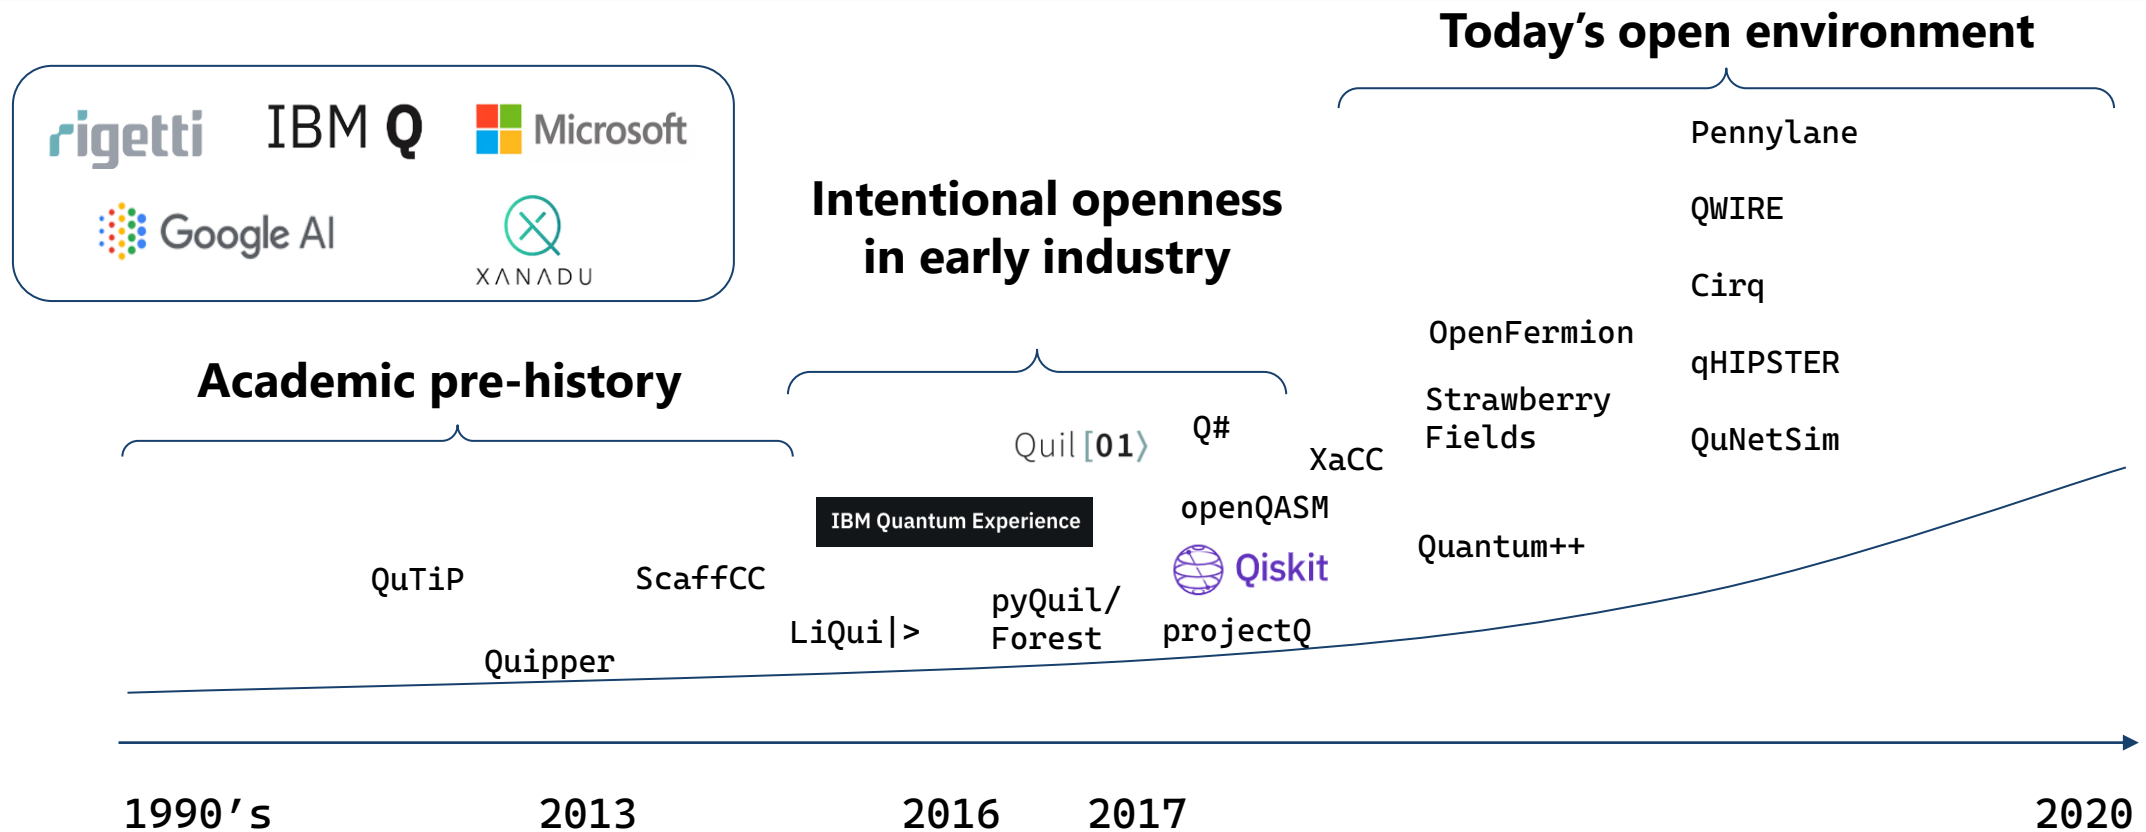 Today’s open environment
rigetti
IBM Q
Microsoft
Google AI
XANADU
Intentional openness
in early industry
Academic pre-history
Pennylane
QWIRE
Cirq
OpenFermion
qHIPSTER
Strawberry
Fields
QuNetSim
Quil [01⟩
Q#
XaCC
IBM Quantum Experience
openQASM
Qiskit
Quantum++
QuTiP
ScaffCC
LiQui|>
pyQuil/
Forest
projectQ
Quipper
1990’s
2013
2016
2017
2020